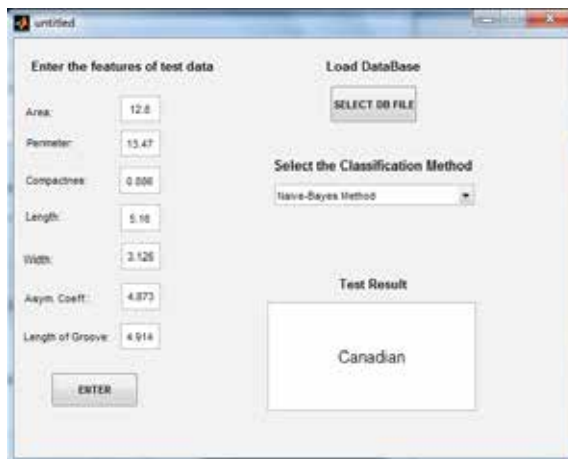 untitled
Enter the features of test data
Area: 12.8
Perimeter: 13.47
Compactnes: 0.886
Length: 5.16
Width: 3.126
Asym. Coeff.: 4.873
Length of Groove: 4.914
ENTER
Load DataBase
SELECT DB FILE
Select the Classification Method
Naive-Bayes Method
Test Result
Canadian